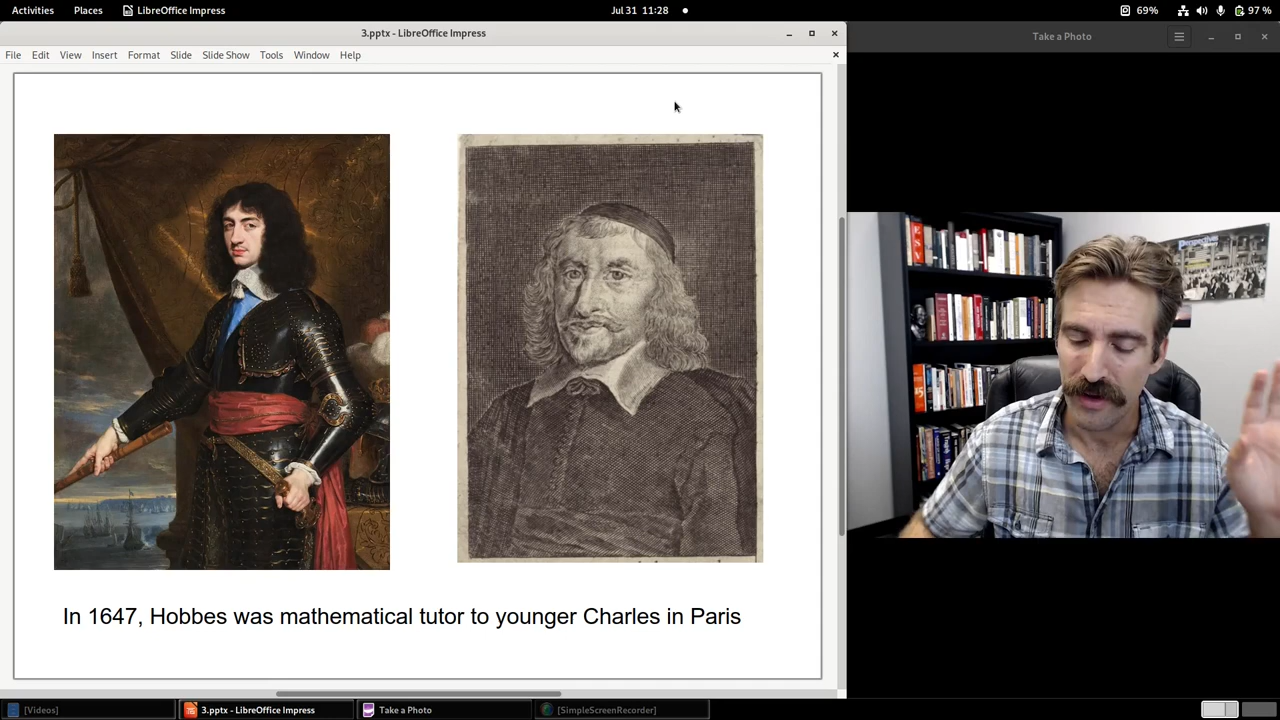 Activities Places LibreOffice Impress Jul 31 11:28 69% 97 %
3.pptx - LibreOffice Impress
Take a Photo
File Edit View Insert Format Slide Slide Show Tools Window Help
Perspectives
In 1647, Hobbes was mathematical tutor to younger Charles in Paris
[Videos] 3.pptx - LibreOffice Impress Take a Photo [SimpleScreenRecorder]